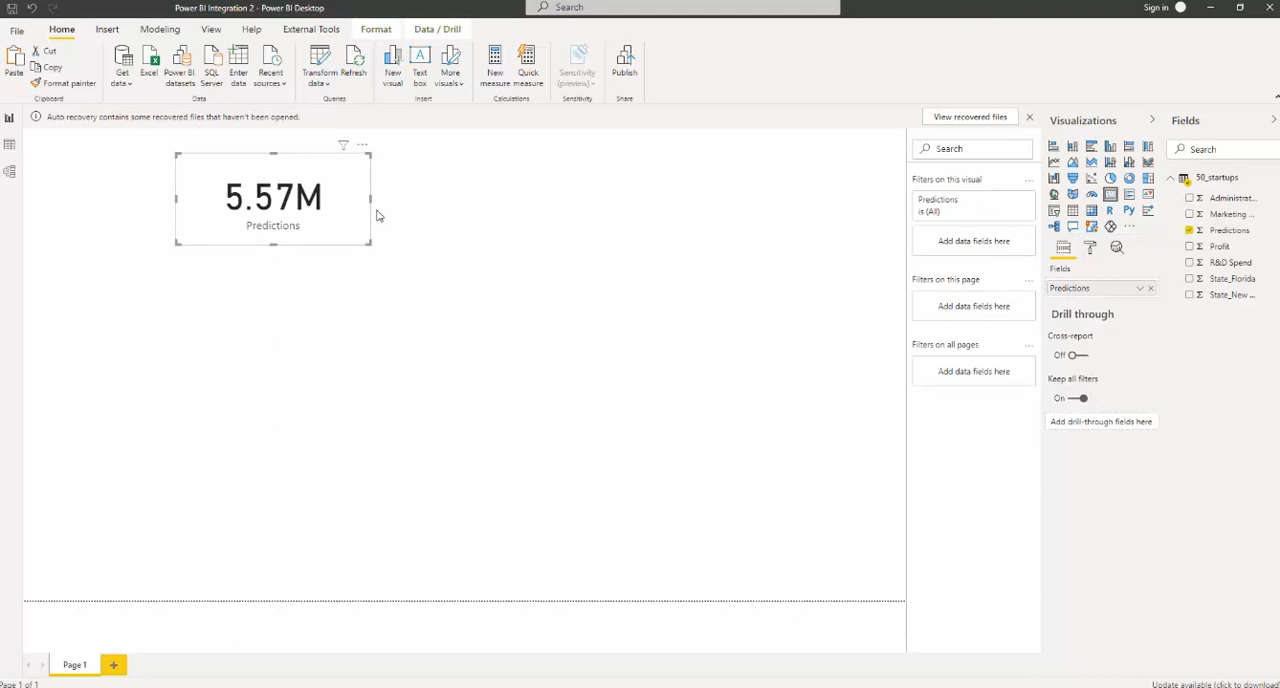 Power BI Integration 2 - Power BI Desktop
Search
Sign in
File
Home
Insert
Modeling
View
Help
External Tools
Format
Data / Drill
Paste
Cut
Copy
Format painter
Clipboard
Get
data
Excel
Power BI
datasets
SQL
Server
Enter
data
Recent
sources
Data
Transform
data
Refresh
Queries
New
visual
Text
box
More
visuals
Insert
New
measure
Quick
measure
Calculations
Sensitivity
(preview)
Sensitivity
Publish
Share
Auto recovery contains some recovered files that haven't been opened.
View recovered files
5.57M
Predictions
Search
Filters on this visual
Predictions
is (All)
Add data fields here
Filters on this page
Add data fields here
Filters on all pages
Add data fields here
Visualizations
R
Py
Fields
Predictions
Drill through
Cross-report
Off
Keep all filters
On
Add drill-through fields here
Fields
Search
50_startups
Administrat...
Marketing ...
Predictions
Profit
R&D Spend
State_Florida
State_New ...
Page 1
Page 1 of 1
Update available (click to download)